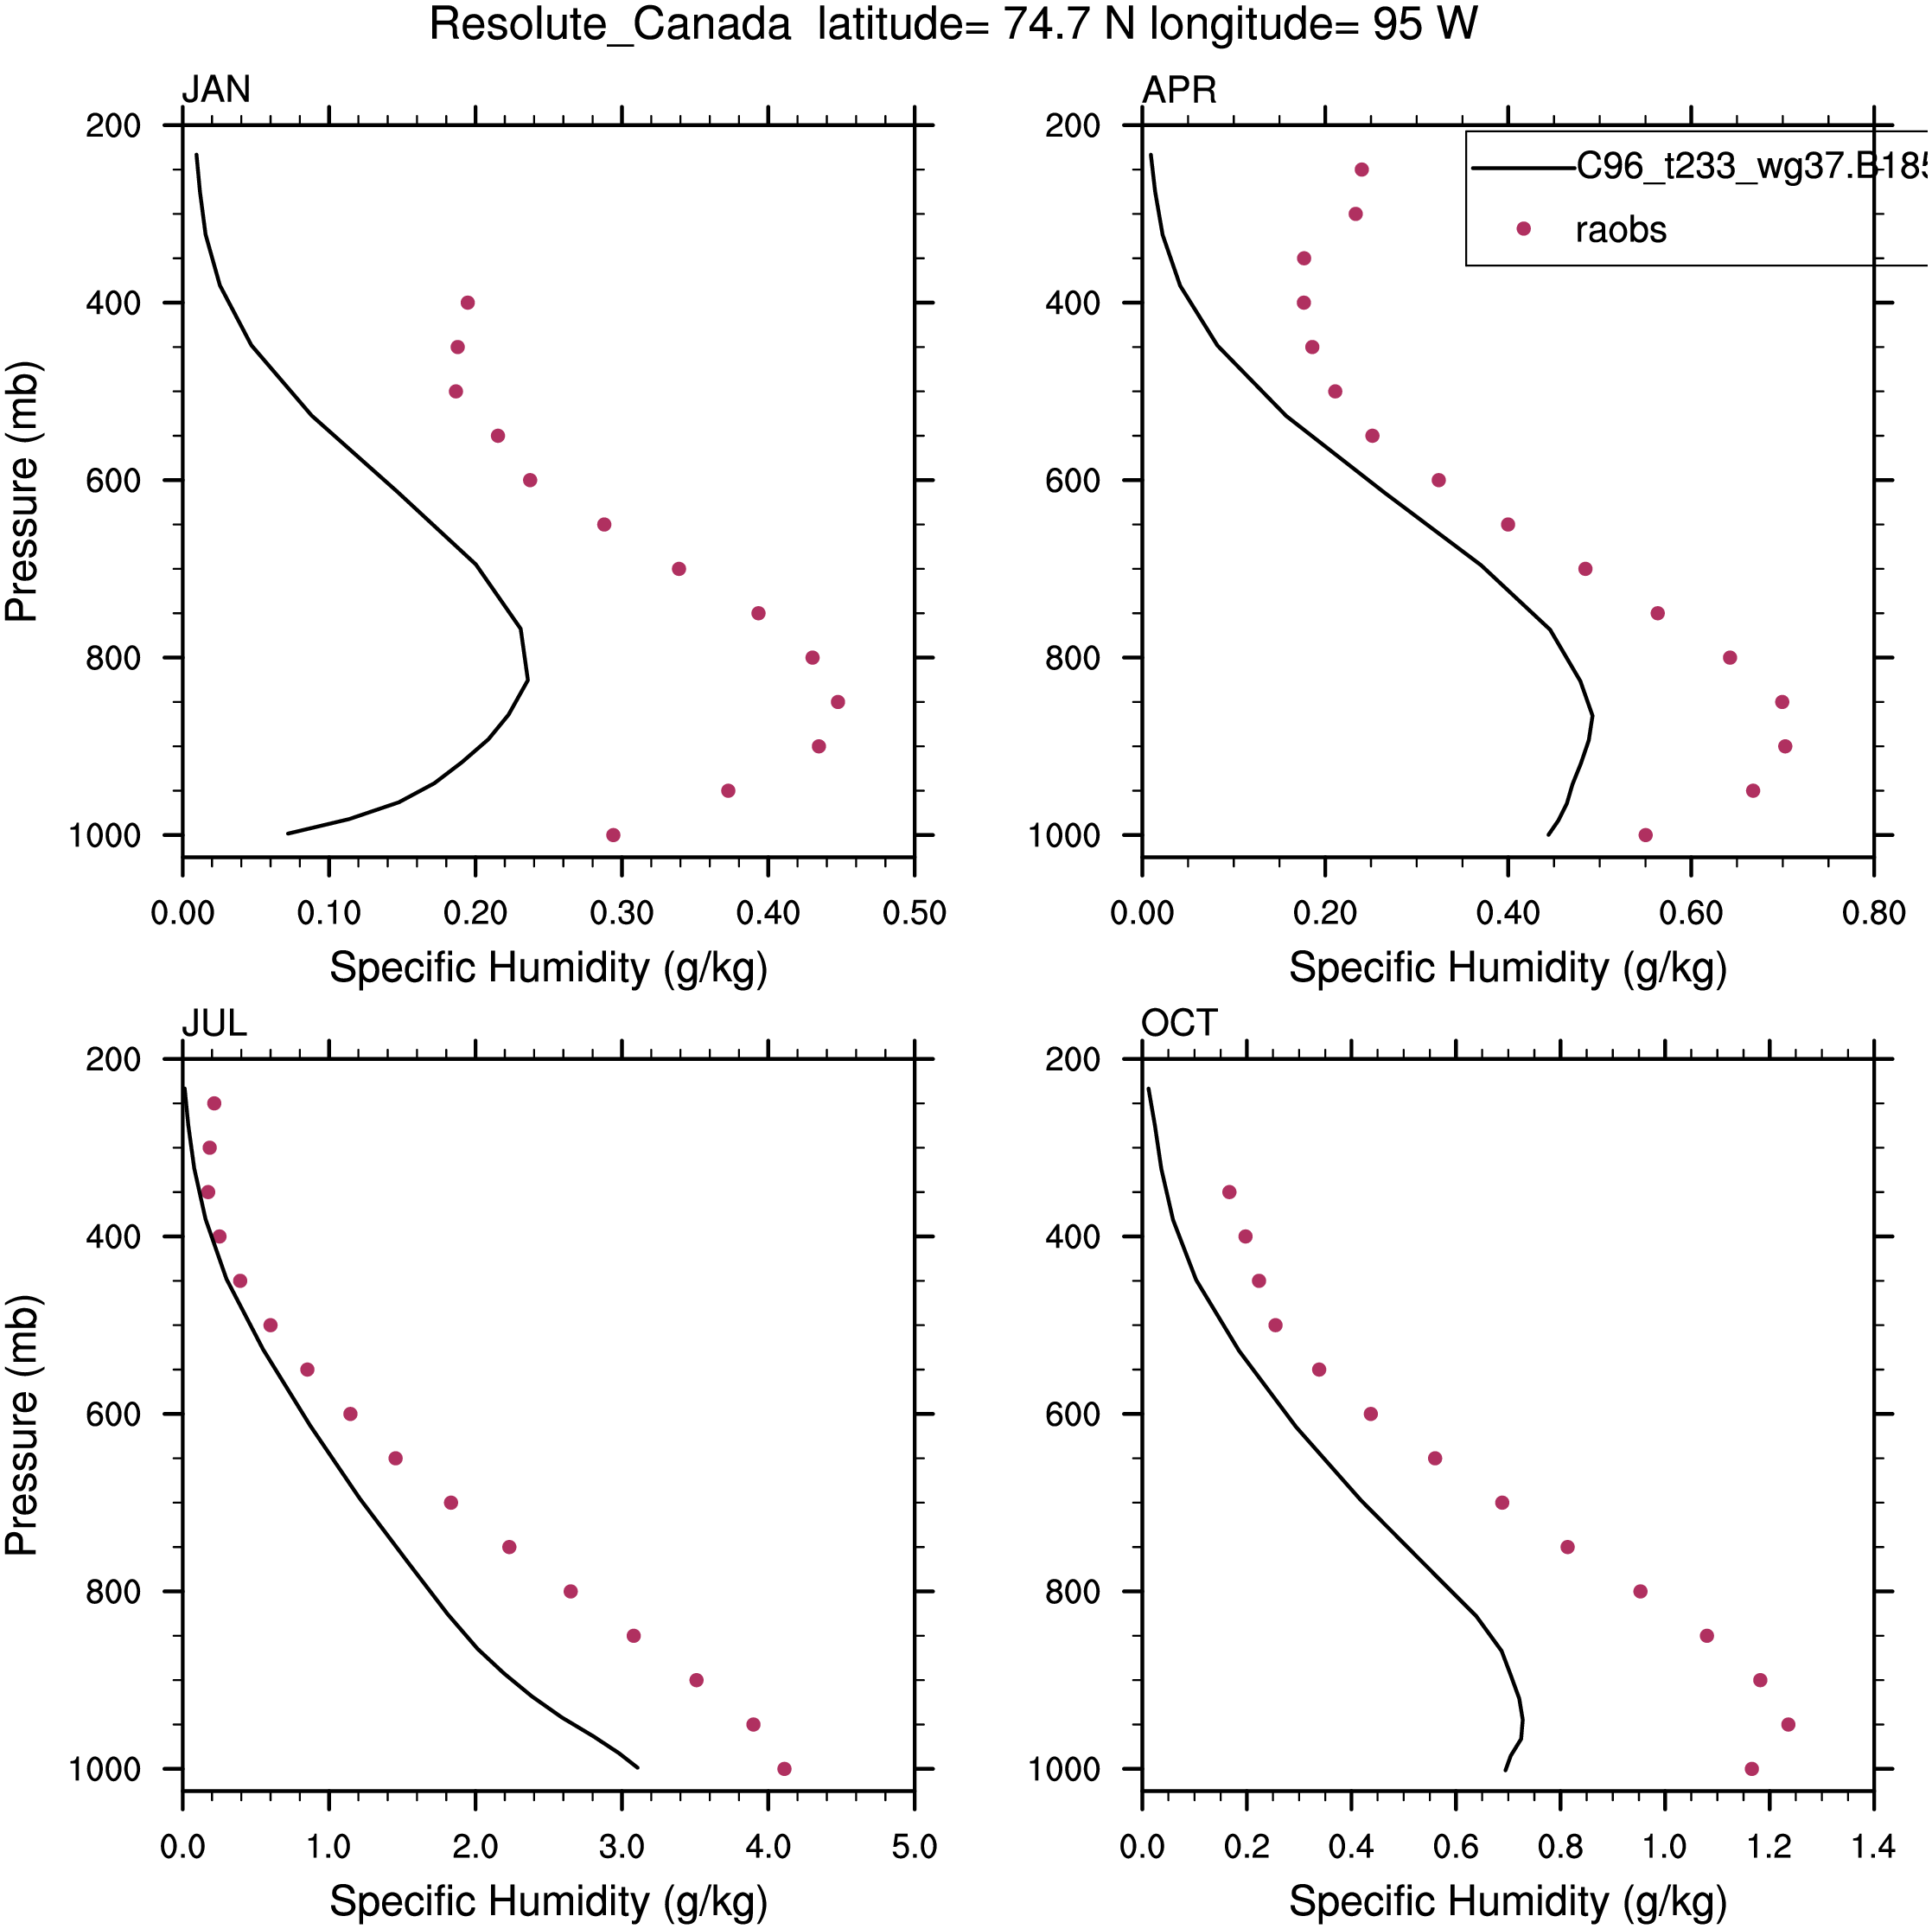 Resolute_Canada latitude= 74.7 N longitude= 95 W
JAN
200
400
600
800
1000
Pressure (mb)
0.00 0.10 0.20 0.30 0.40 0.50
Specific Humidity (g/kg)
APR
200
400
600
800
1000
C96_t233_wg37.B185
raobs
0.00 0.20 0.40 0.60 0.80
Specific Humidity (g/kg)
JUL
200
400
600
800
1000
Pressure (mb)
0.0 1.0 2.0 3.0 4.0 5.0
Specific Humidity (g/kg)
OCT
200
400
600
800
1000
0.0 0.2 0.4 0.6 0.8 1.0 1.2 1.4
Specific Humidity (g/kg)